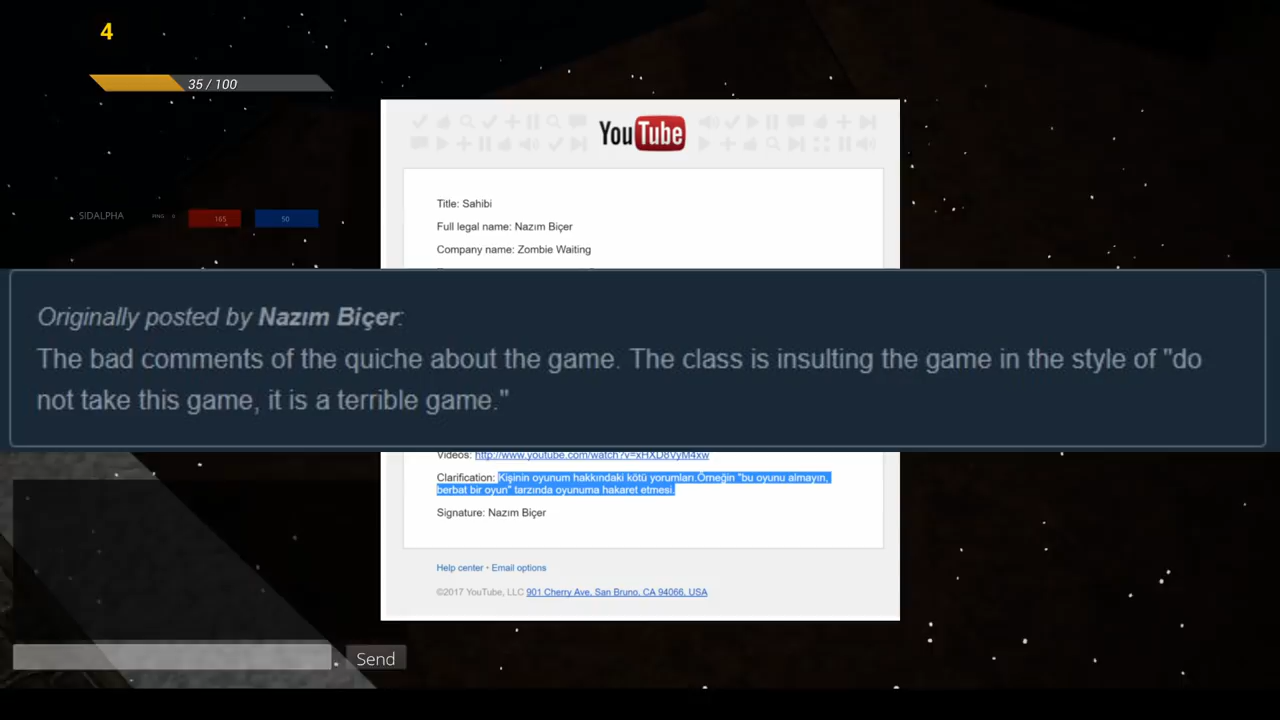 4
35 / 100
YouTube
Title: Sahibi
SIDALPHA
165
50
Full legal name: Nazım Biçer
Company name: Zombie Waiting
Originally posted by Nazım Biçer:
The bad comments of the quiche about the game. The class is insulting the game in the style of "do
not take this game, it is a terrible game."
Videos: http://www.youtube.com/watch?v=xHXD8VyM4xw
Clarification: Kişinin oyunum hakkındaki kötü yorumları.Örneğin "bu oyunu almayın,
berbat bir oyun" tarzında oyunuma hakaret etmesi.
Signature: Nazım Biçer
Help center • Email options
©2017 YouTube, LLC 901 Cherry Ave, San Bruno, CA 94066, USA
Send